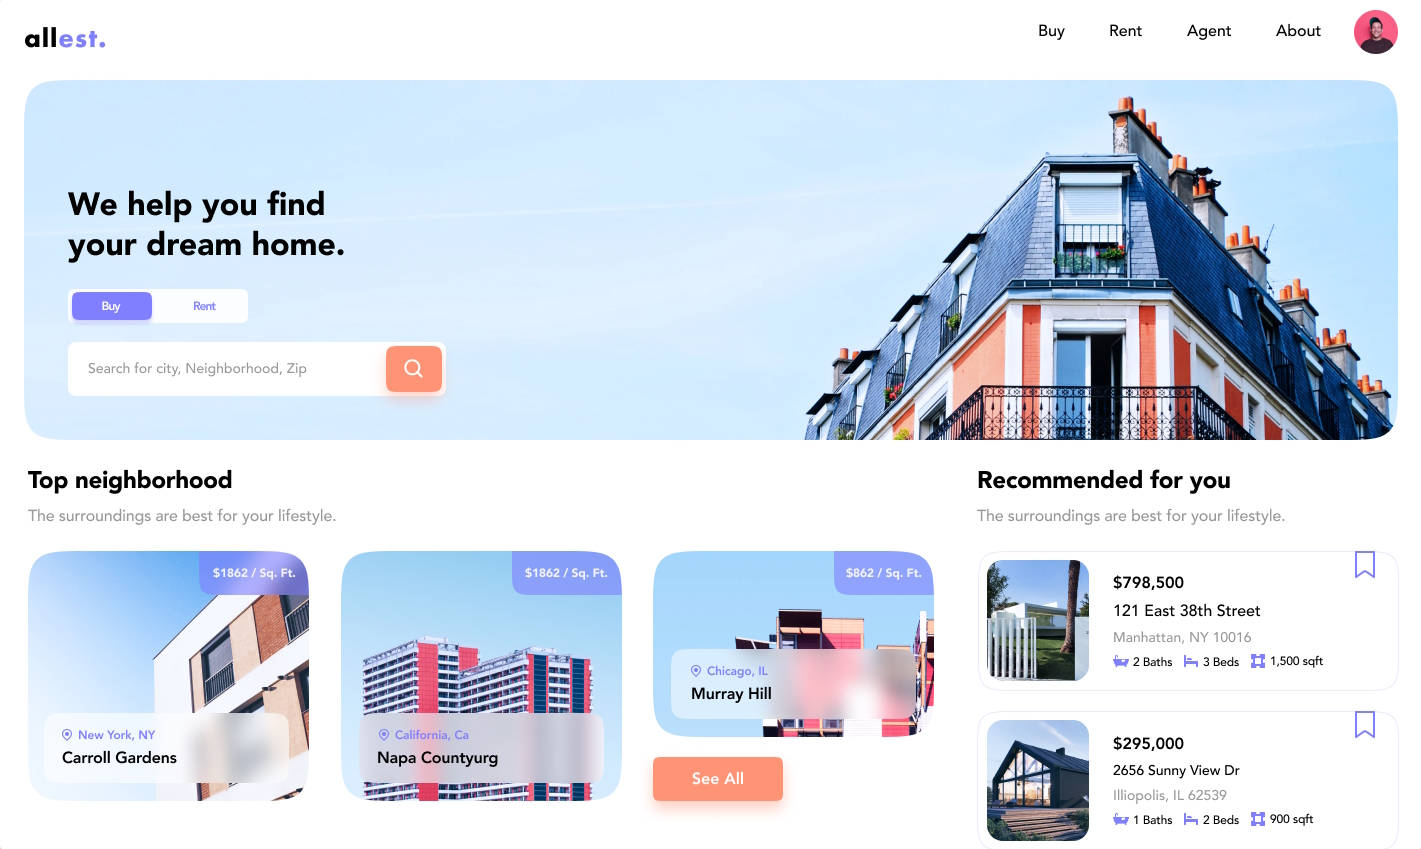 allest.
Buy Rent Agent About
We help you find
your dream home.
Buy Rent
Search for city, Neighborhood, Zip
Top neighborhood
The surroundings are best for your lifestyle.
$1862 / Sq. Ft.
New York, NY
Carroll Gardens
$1862 / Sq. Ft.
California, Ca
Napa Countyurg
$862 / Sq. Ft.
Chicago, IL
Murray Hill
See All
Recommended for you
The surroundings are best for your lifestyle.
$798,500
121 East 38th Street
Manhattan, NY 10016
2 Baths 3 Beds 1,500 sqft
$295,000
2656 Sunny View Dr
Illiopolis, IL 62539
1 Baths 2 Beds 900 sqft